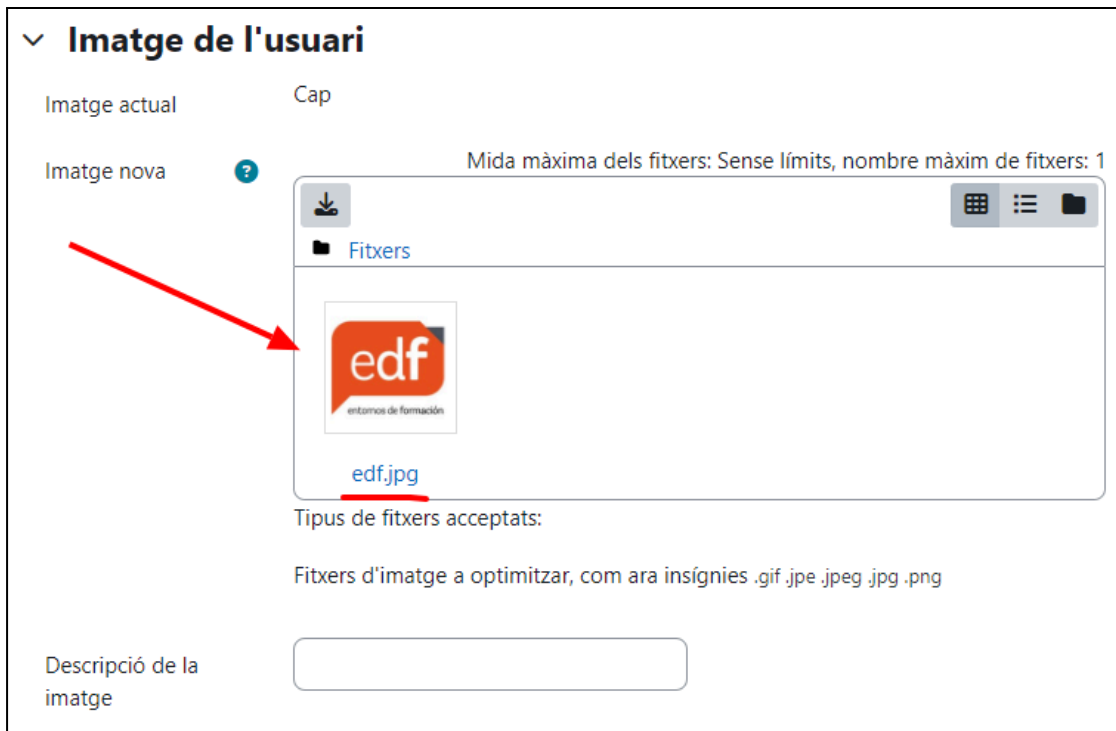 Imatge de l'usuari
Imatge actual
Cap
Imatge nova
?
Mida màxima dels fitxers: Sense límits, nombre màxim de fitxers: 1
Fitxers
edf
entornos de formación
edf.jpg
Tipus de fitxers acceptats:
Fitxers d'imatge a optimitzar, com ara insígnies .gif .jpe .jpeg .jpg .png
Descripció de la
imatge